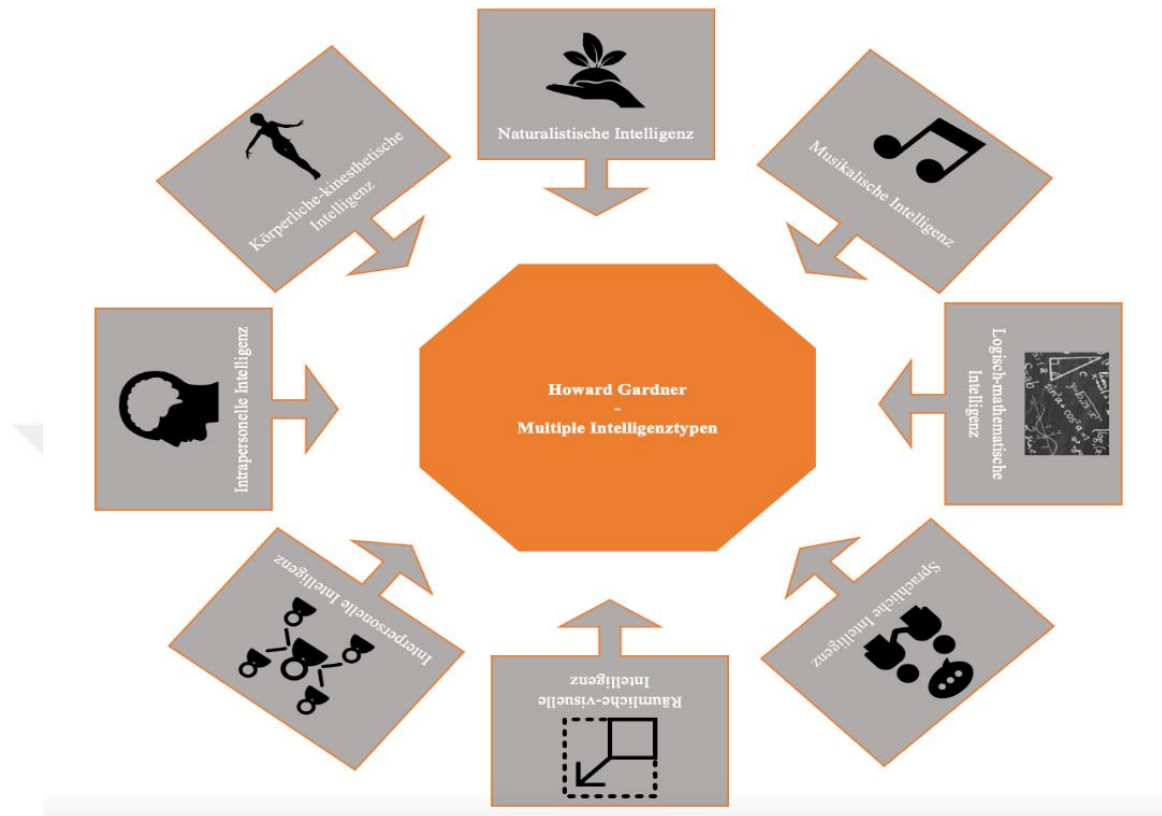 Naturalistische Intelligenz
Musikalische Intelligenz
Logisch-mathematische
Intelligenz
Sprachliche Intelligenz
Räumliche-visuelle
Intelligenz
Interpersonelle Intelligenz
Intrapersonelle Intelligenz
Körperliche-kinesthetische
Intelligenz
Howard Gardner
-
Multiple Intelligenztypen